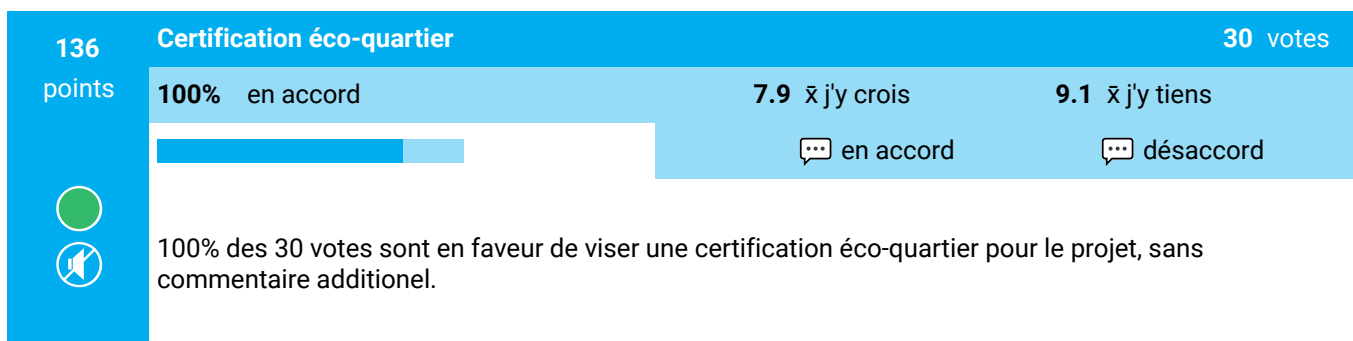 136
points
Certification éco-quartier
30 votes
100% en accord
7.9 x̄ j'y crois
9.1 x̄ j'y tiens
en accord
désaccord
100% des 30 votes sont en faveur de viser une certification éco-quartier pour le projet, sans
commentaire additionel.